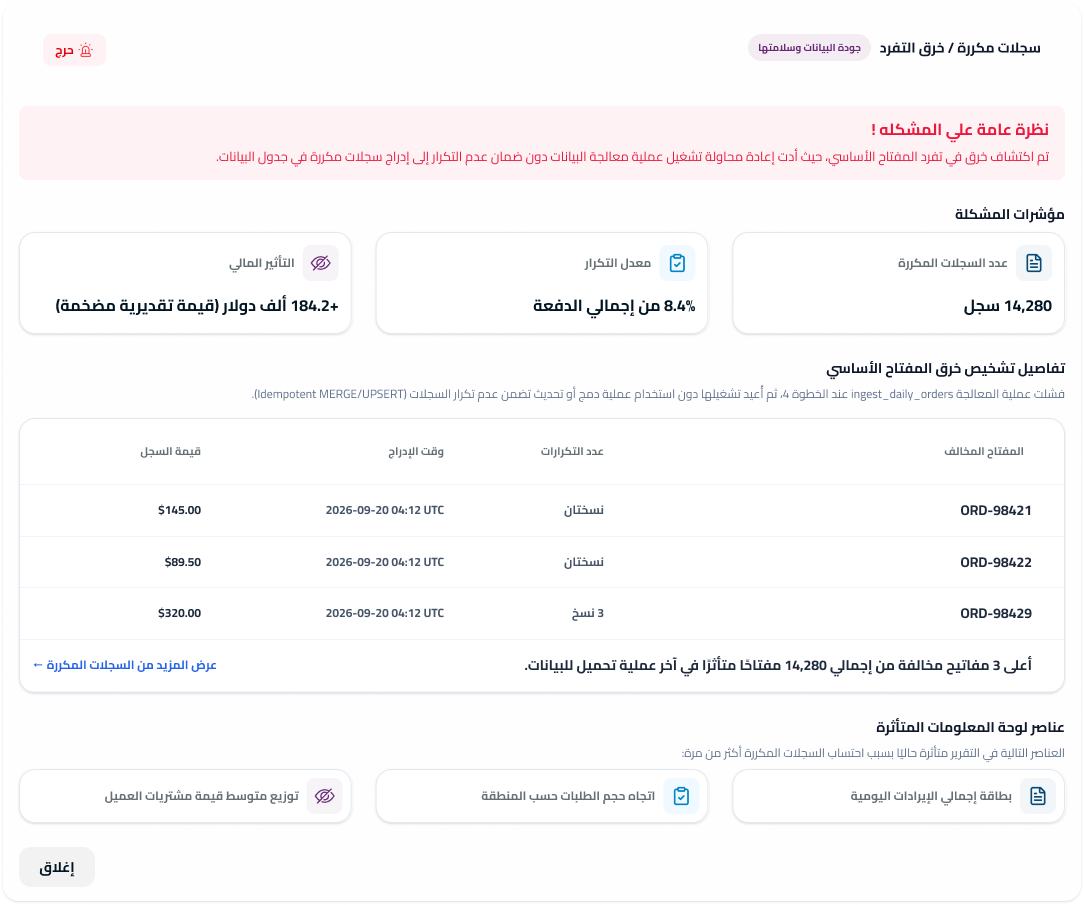 سجلات مكررة / خرق التفرد
جودة البيانات وسلامتها
حرج
نظرة عامة علي المشكله !
تم اكتشاف خرق في تفرد المفتاح الأساسي، حيث أدت إعادة محاولة تشغيل عملية معالجة البيانات دون ضمان عدم التكرار إلى إدراج سجلات مكررة في جدول البيانات.
مؤشرات المشكلة
عدد السجلات المكررة
14,280 سجل
معدل التكرار
8.4% من إجمالي الدفعة
التأثير المالي
+184.2 ألف دولار (قيمة تقديرية مضخمة)
تفاصيل تشخيص خرق المفتاح الأساسي
فشلت عملية المعالجة ingest_daily_orders عند الخطوة 4، ثم أُعيد تشغيلها دون استخدام عملية دمج أو تحديث تضمن عدم تكرار السجلات (Idempotent MERGE/UPSERT).
المفتاح المخالف عدد التكرارات وقت الإدراج قيمة السجل
ORD-98421 نسختان 2026-09-20 04:12 UTC $145.00
ORD-98422 نسختان 2026-09-20 04:12 UTC $89.50
ORD-98429 3 نسخ 2026-09-20 04:12 UTC $320.00
أعلى 3 مفاتيح مخالفة من إجمالي 14,280 مفتاحًا متأثرًا في آخر عملية تحميل للبيانات.
عرض المزيد من السجلات المكررة ←
عناصر لوحة المعلومات المتأثرة
العناصر التالية في التقرير متأثرة حاليًا بسبب احتساب السجلات المكررة أكثر من مرة:
بطاقة إجمالي الإيرادات اليومية
اتجاه حجم الطلبات حسب المنطقة
توزيع متوسط قيمة مشتريات العميل
إغلاق